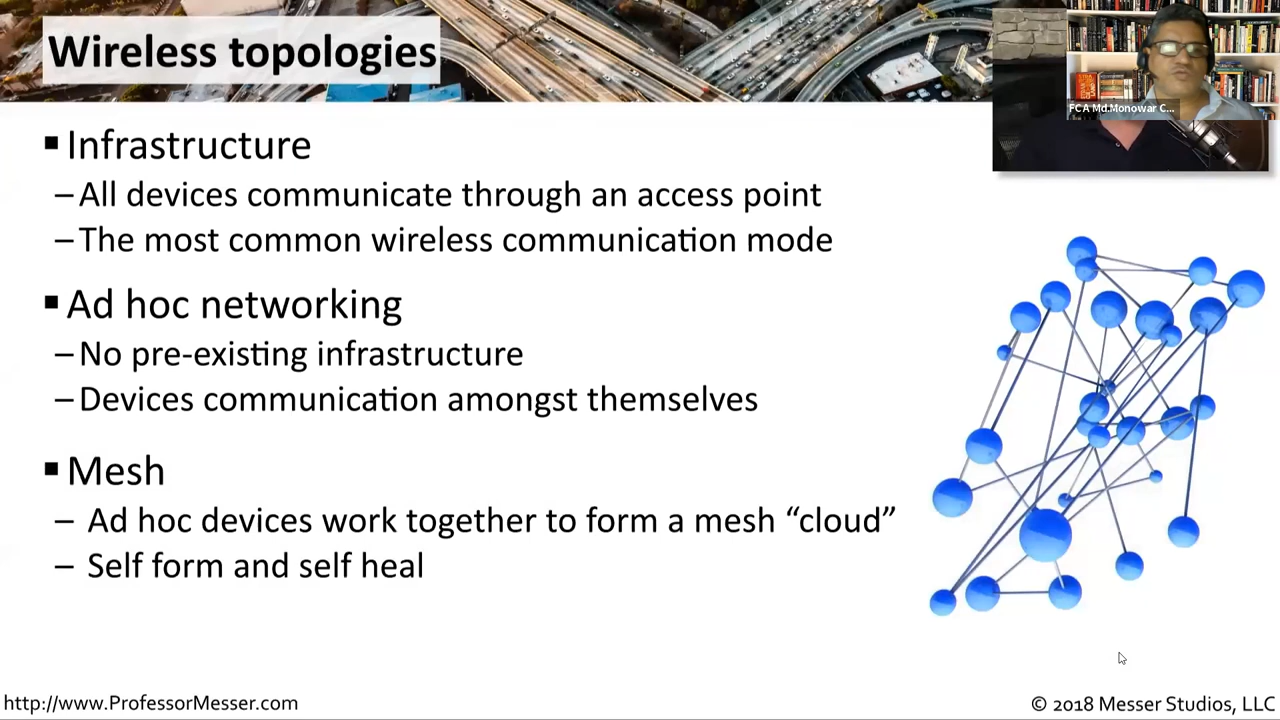 Wireless topologies
FCA Md.Monowar C...
▪ Infrastructure
– All devices communicate through an access point
– The most common wireless communication mode
▪ Ad hoc networking
– No pre-existing infrastructure
– Devices communication amongst themselves
▪ Mesh
– Ad hoc devices work together to form a mesh “cloud”
– Self form and self heal
http://www.ProfessorMesser.com
© 2018 Messer Studios, LLC